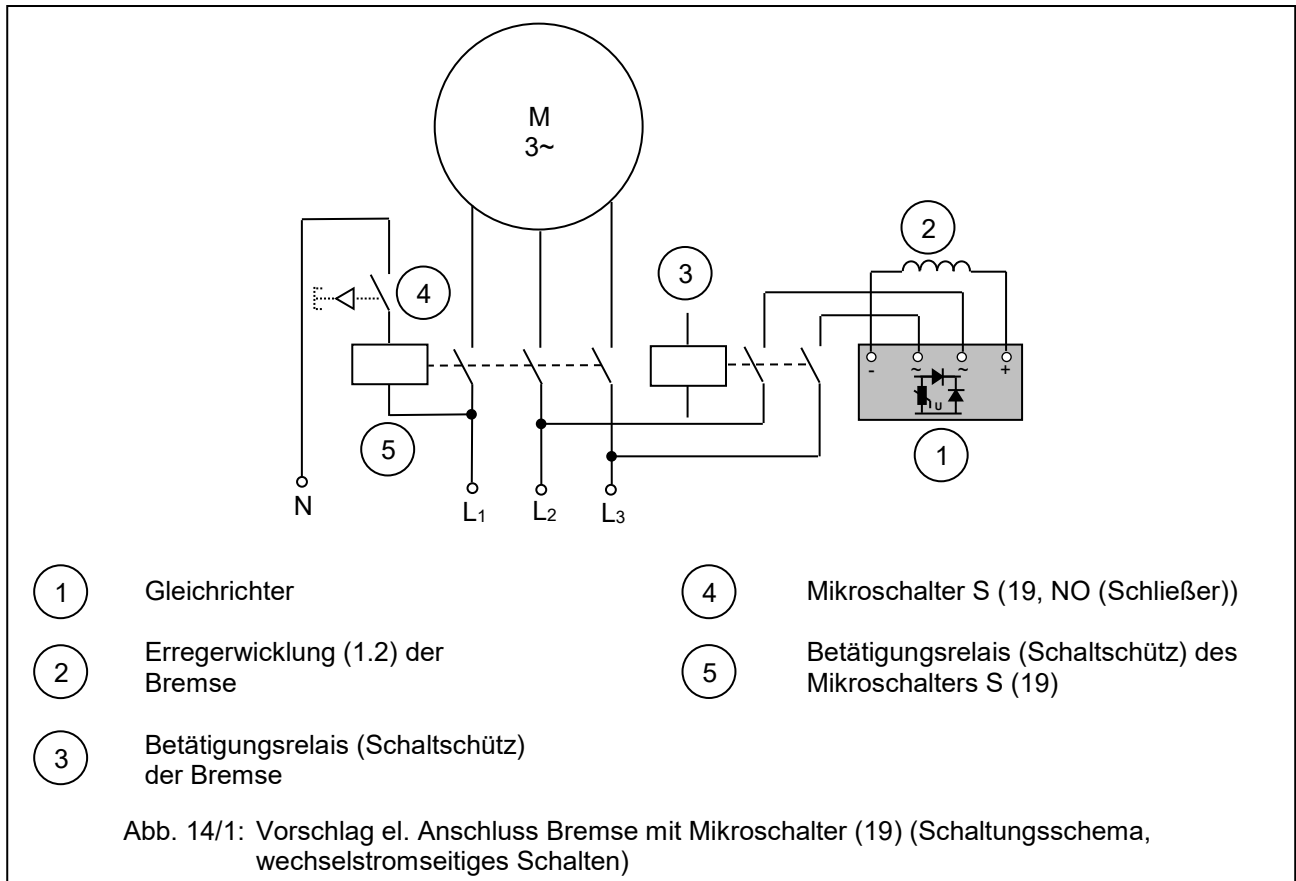 M
3~
2
3
4
- ~ ~ +
U
5
1
N
L1
L2
L3
1 Gleichrichter
4 Mikroschalter S (19, NO (Schließer))
2 Erregerwicklung (1.2) der
Bremse
5 Betätigungsrelais (Schaltschütz) des
Mikroschalters S (19)
3 Betätigungsrelais (Schaltschütz)
der Bremse
Abb. 14/1: Vorschlag el. Anschluss Bremse mit Mikroschalter (19) (Schaltungsschema,
wechselstromseitiges Schalten)